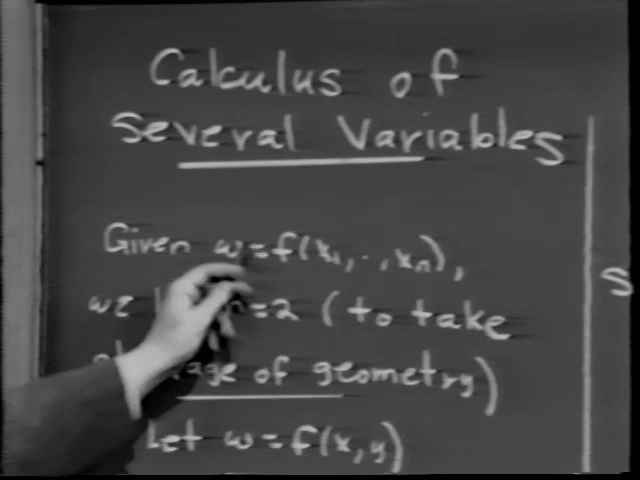 Calculus of
Several Variables
Given w=f(x₁,..,xₙ),
we =2 (to take
of geometry)
Let w=f(x,y)
S